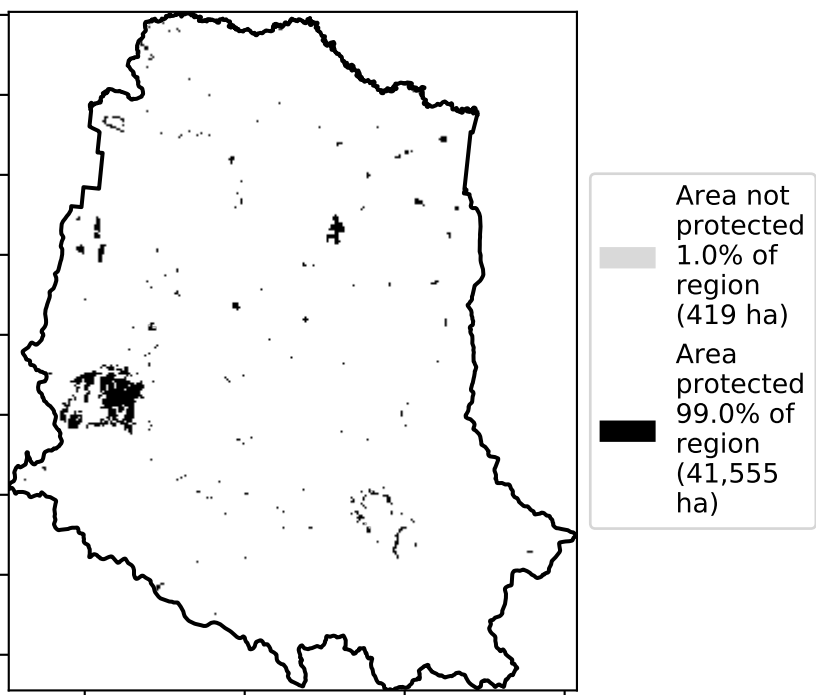 Area not
protected
1.0% of
region
(419 ha)
Area
protected
99.0% of
region
(41,555
ha)